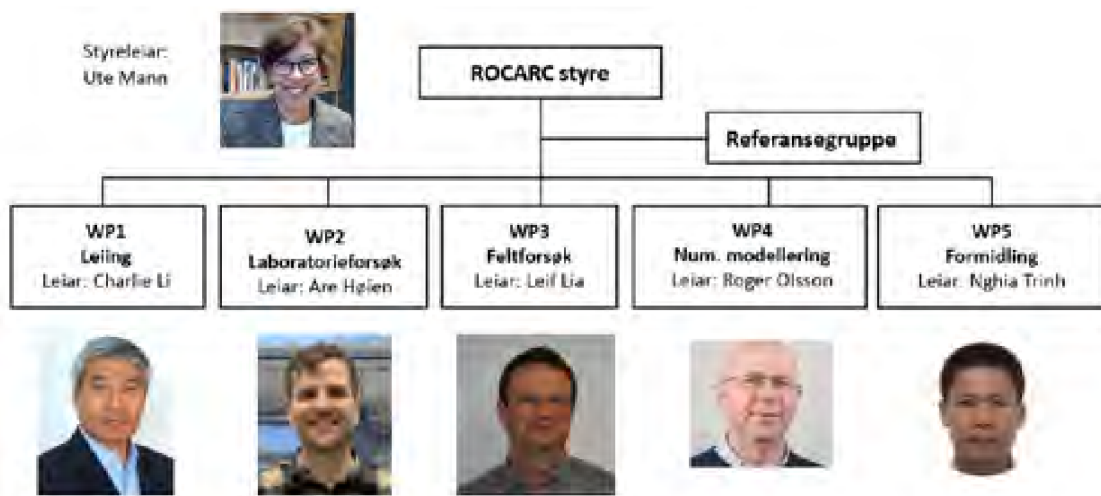 Styreleiar:
Ute Mann
ROCARC styre
Referansegruppe
WP1
Leiing
Leiar: Charlie Li
WP2
Laboratorieforsøk
Leiar: Are Høien
WP3
Feltforsøk
Leiar: Leif Lia
WP4
Num. modellering
Leiar: Roger Olsson
WP5
Formidling
Leiar: Nghia Trinh